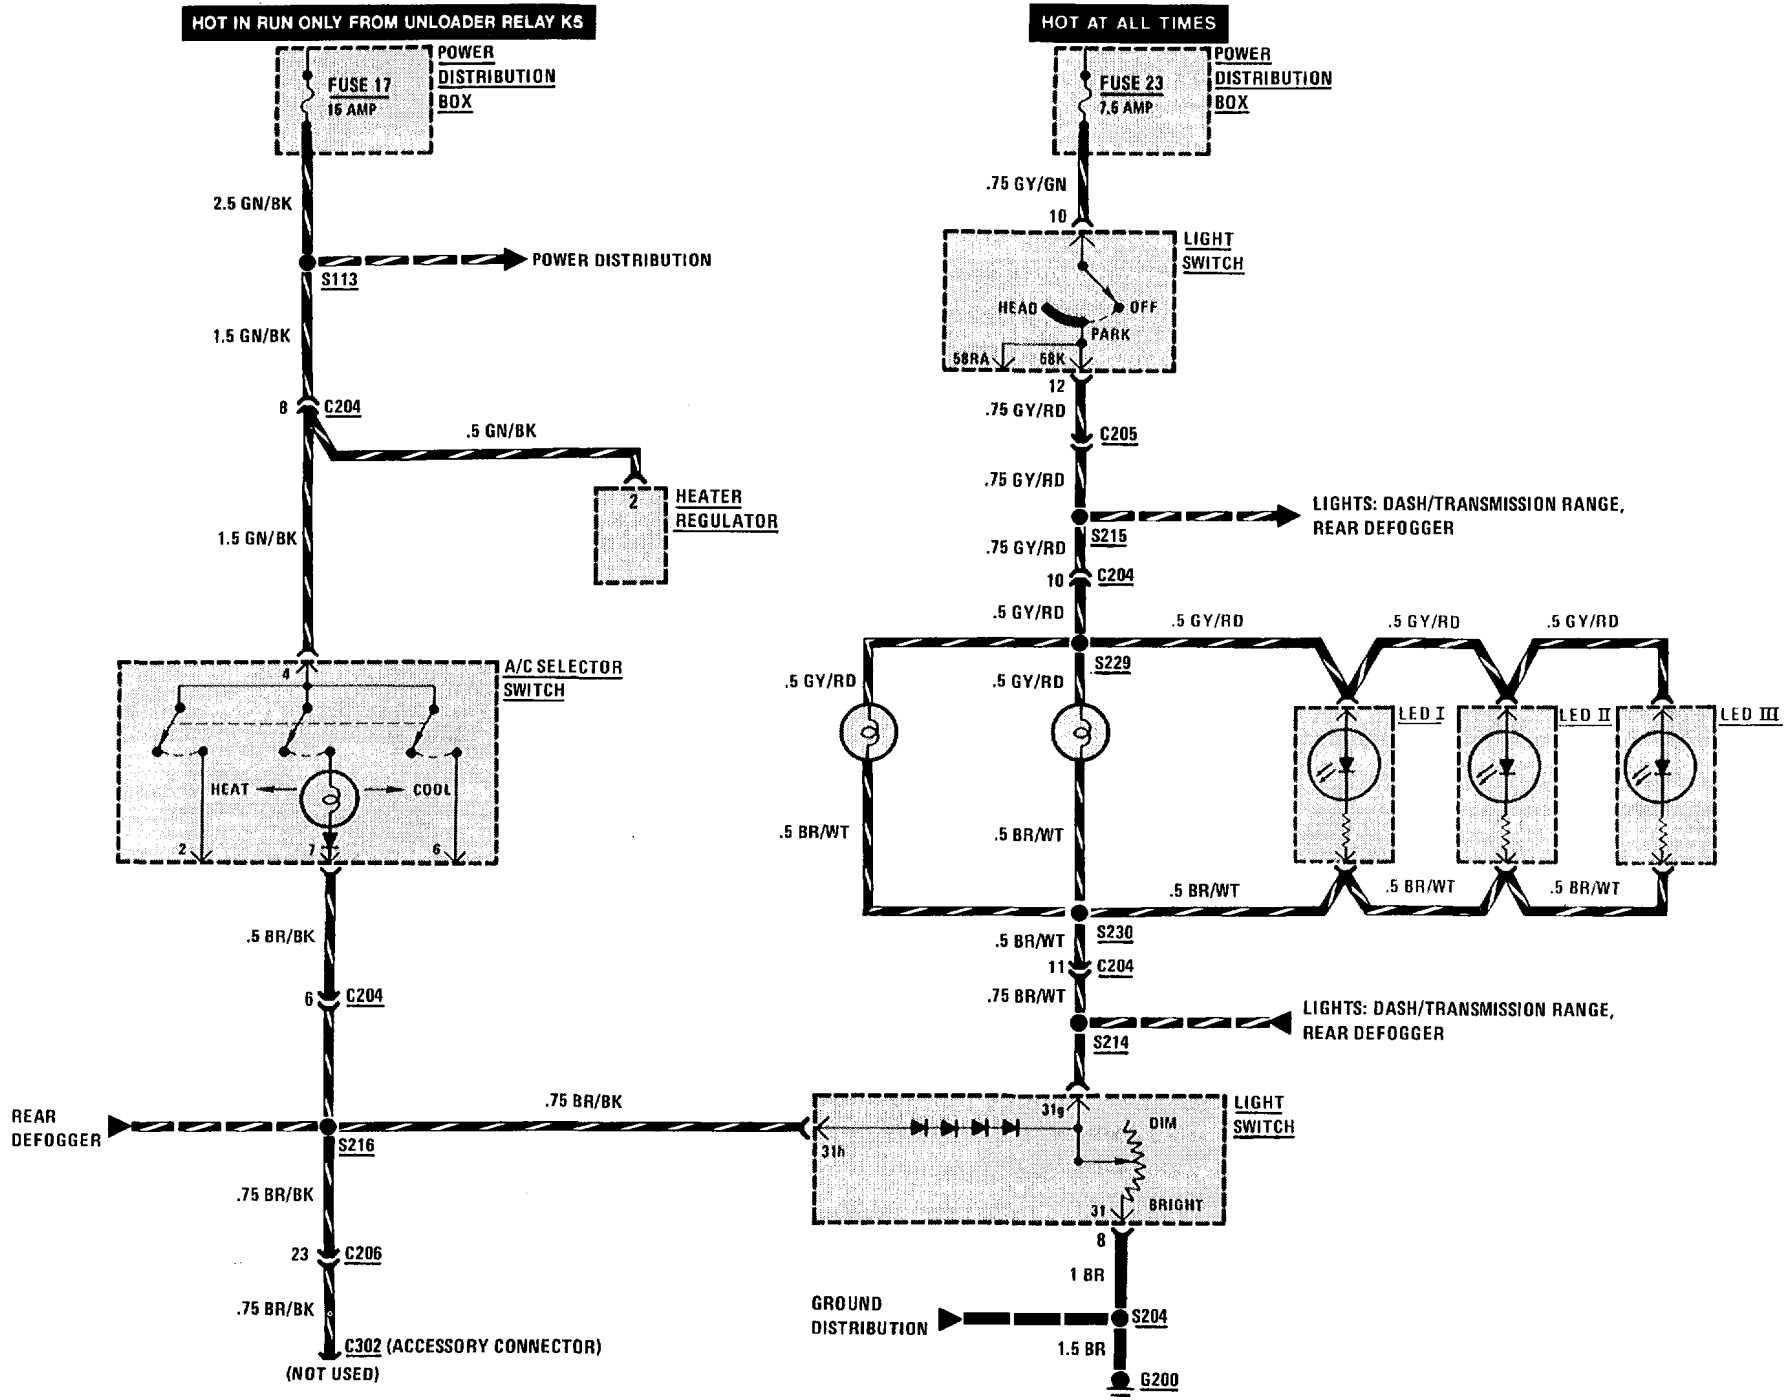 HOT IN RUN ONLY FROM UNLOADER RELAY K5
POWER
DISTRIBUTION
BOX
FUSE 17
15 AMP
2.5 GN/BK
S113
POWER DISTRIBUTION
1.5 GN/BK
8
C204
.5 GN/BK
2
HEATER
REGULATOR
1.5 GN/BK
4
A/C SELECTOR
SWITCH
HEAT
COOL
2
7
6
.5 BR/BK
6
C204
REAR
DEFOGGER
S216
.75 BR/BK
.75 BR/BK
23
C206
.75 BR/BK
C302 (ACCESSORY CONNECTOR)
(NOT USED)
HOT AT ALL TIMES
POWER
DISTRIBUTION
BOX
FUSE 23
7.5 AMP
.75 GY/GN
10
LIGHT
SWITCH
HEAD
OFF
PARK
58RA
58K
12
.75 GY/RD
C205
.75 GY/RD
LIGHTS: DASH/TRANSMISSION RANGE,
REAR DEFOGGER
S215
.75 GY/RD
10
C204
.5 GY/RD
.5 GY/RD
.5 GY/RD
.5 GY/RD
S229
.5 GY/RD
.5 GY/RD
LED I
LED II
LED III
.5 BR/WT
.5 BR/WT
.5 BR/WT
.5 BR/WT
.5 BR/WT
S230
.5 BR/WT
11
C204
.75 BR/WT
LIGHTS: DASH/TRANSMISSION RANGE,
REAR DEFOGGER
S214
31g
LIGHT
SWITCH
DIM
31h
BRIGHT
31
8
1 BR
GROUND
DISTRIBUTION
S204
1.5 BR
G200